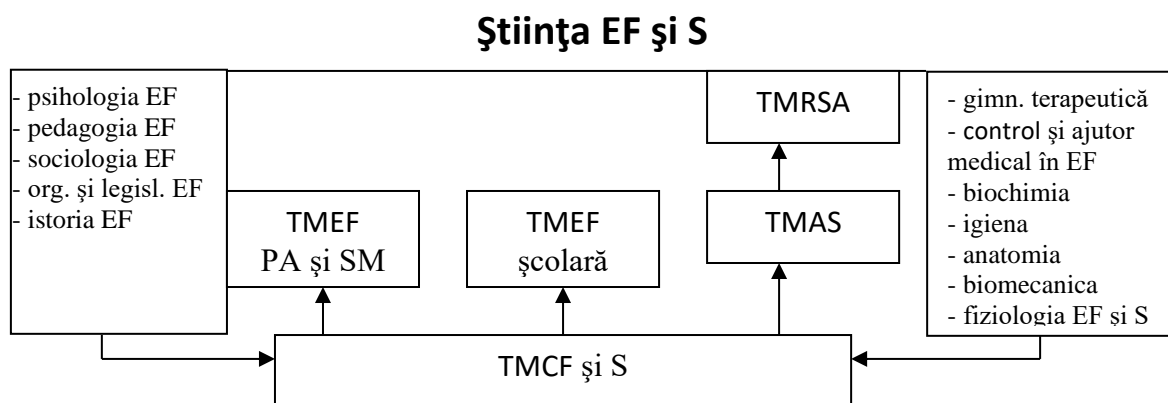 Ştiinţa EF şi S
- psihologia EF
- pedagogia EF
- sociologia EF
- org. şi legisl. EF
- istoria EF
TMRSA
- gimn. terapeutică
- control şi ajutor
medical în EF
- biochimia
- igiena
- anatomia
- biomecanica
- fiziologia EF şi S
TMEF
PA şi SM
TMEF
şcolară
TMAS
TMCF şi S